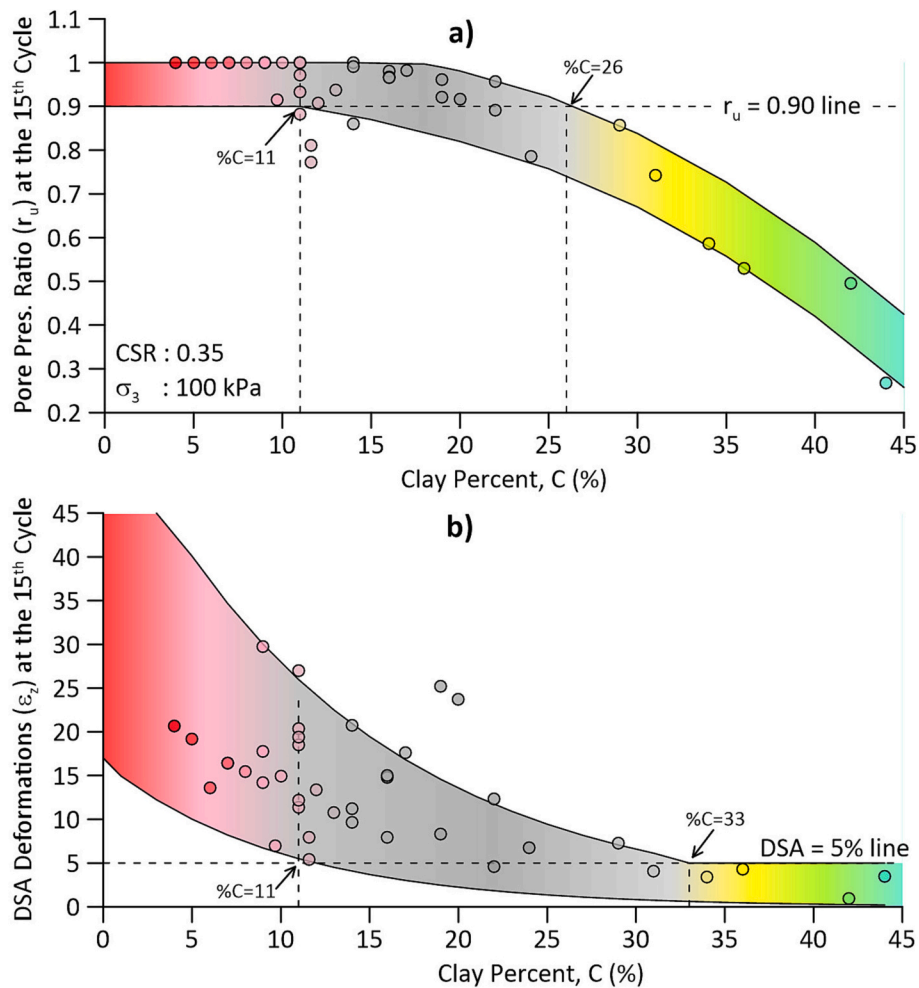 a)
1.1
1
0.9
0.8
0.7
0.6
0.5
0.4
0.3
0.2
Pore Pres. Ratio (rᵤ) at the 15th Cycle
%C=26
rᵤ = 0.90 line
%C=11
CSR : 0.35
σ₃ : 100 kPa
0 5 10 15 20 25 30 35 40 45
Clay Percent, C (%)
b)
45
40
35
30
25
20
15
10
5
0
DSA Deformations (ε_z) at the 15th Cycle
%C=33
DSA = 5% line
%C=11
0 5 10 15 20 25 30 35 40 45
Clay Percent, C (%)